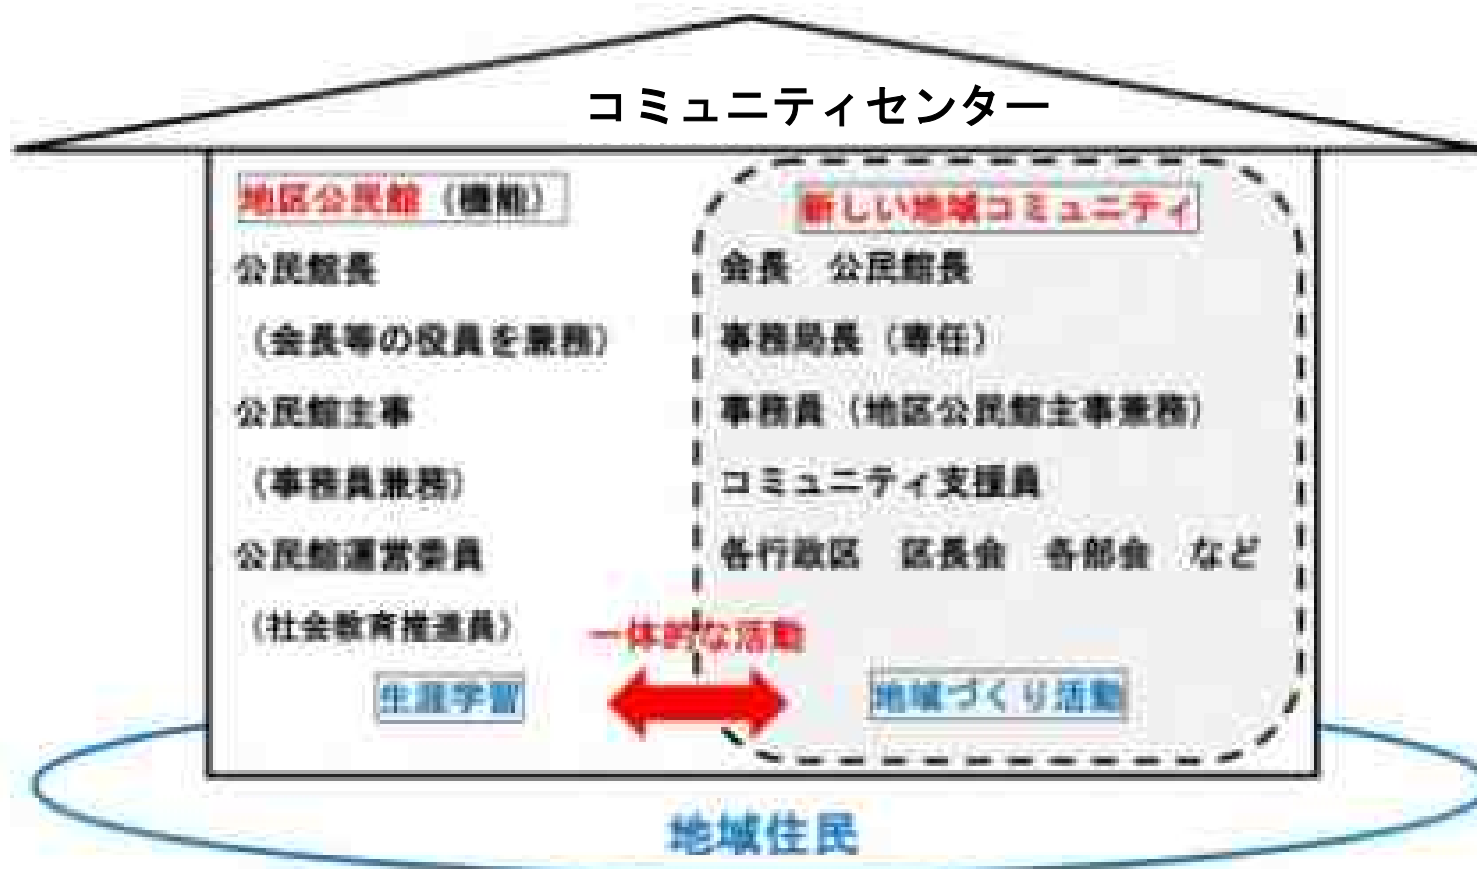 コミュニティセンター
地区公民館（機能）
公民館長
（会長等の役員を兼務）
公民館主事
（事務員兼務）
公民館運営委員
（社会教育推進員）
生涯学習
一体的な活動
新しい地域コミュニティ
会長　公民館長
事務局長（専任）
事務員（地区公民館主事兼務）
コミュニティ支援員
各行政区　区長会　各部会　など
地域づくり活動
地域住民